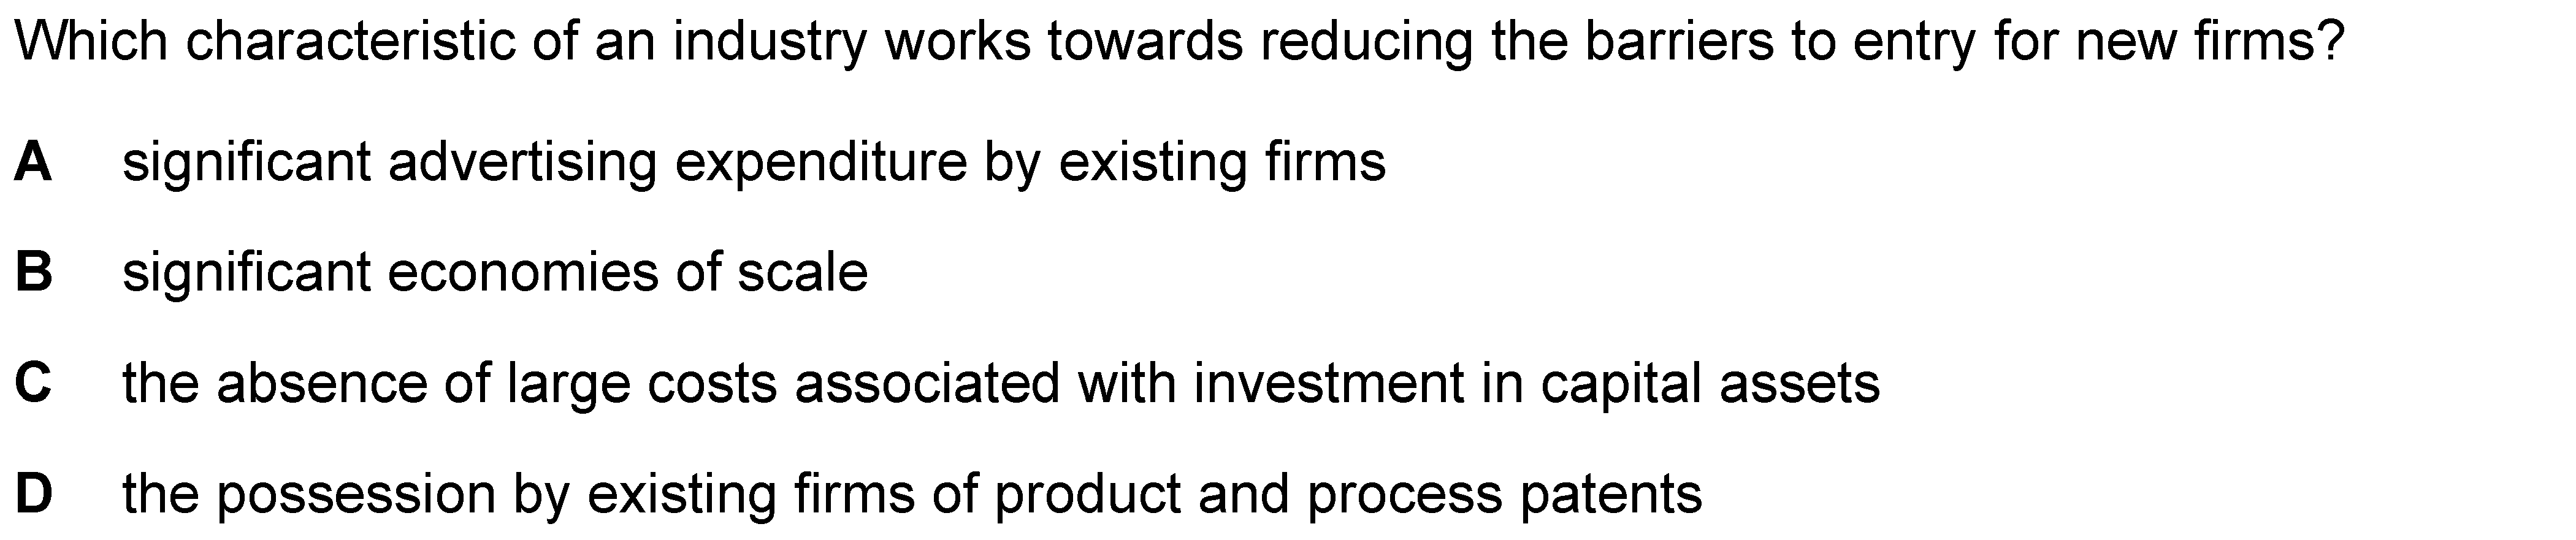 Which characteristic of an industry works towards reducing the barriers to entry for new firms?
A significant advertising expenditure by existing firms
B significant economies of scale
C the absence of large costs associated with investment in capital assets
D the possession by existing firms of product and process patents